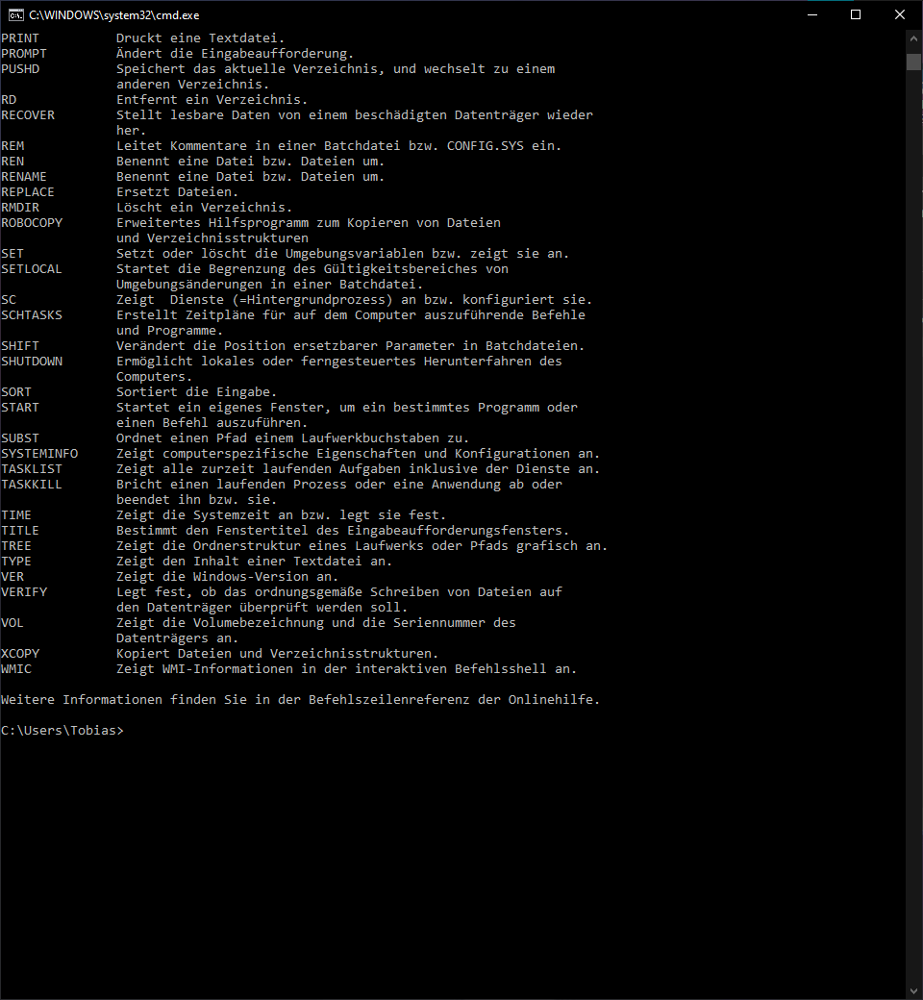 C:\WINDOWS\system32\cmd.exe
PRINT          Druckt eine Textdatei.
PROMPT         Ändert die Eingabeaufforderung.
PUSHD          Speichert das aktuelle Verzeichnis, und wechselt zu einem
               anderen Verzeichnis.
RD             Entfernt ein Verzeichnis.
RECOVER        Stellt lesbare Daten von einem beschädigten Datenträger wieder
               her.
REM            Leitet Kommentare in einer Batchdatei bzw. CONFIG.SYS ein.
REN            Benennt eine Datei bzw. Dateien um.
RENAME         Benennt eine Datei bzw. Dateien um.
REPLACE        Ersetzt Dateien.
RMDIR          Löscht ein Verzeichnis.
ROBOCOPY       Erweitertes Hilfsprogramm zum Kopieren von Dateien
               und Verzeichnisstrukturen
SET            Setzt oder löscht die Umgebungsvariablen bzw. zeigt sie an.
SETLOCAL       Startet die Begrenzung des Gültigkeitsbereiches von
               Umgebungsänderungen in einer Batchdatei.
SC             Zeigt  Dienste (=Hintergrundprozess) an bzw. konfiguriert sie.
SCHTASKS       Erstellt Zeitpläne für auf dem Computer auszuführende Befehle
               und Programme.
SHIFT          Verändert die Position ersetzbarer Parameter in Batchdateien.
SHUTDOWN       Ermöglicht lokales oder ferngesteuertes Herunterfahren des
               Computers.
SORT           Sortiert die Eingabe.
START          Startet ein eigenes Fenster, um ein bestimmtes Programm oder
               einen Befehl auszuführen.
SUBST          Ordnet einen Pfad einem Laufwerkbuchstaben zu.
SYSTEMINFO     Zeigt computerspezifische Eigenschaften und Konfigurationen an.
TASKLIST       Zeigt alle zurzeit laufenden Aufgaben inklusive der Dienste an.
TASKKILL       Bricht einen laufenden Prozess oder eine Anwendung ab oder
               beendet ihn bzw. sie.
TIME           Zeigt die Systemzeit an bzw. legt sie fest.
TITLE          Bestimmt den Fenstertitel des Eingabeaufforderungsfensters.
TREE           Zeigt die Ordnerstruktur eines Laufwerks oder Pfads grafisch an.
TYPE           Zeigt den Inhalt einer Textdatei an.
VER            Zeigt die Windows-Version an.
VERIFY         Legt fest, ob das ordnungsgemäße Schreiben von Dateien auf
               den Datenträger überprüft werden soll.
VOL            Zeigt die Volumebezeichnung und die Seriennummer des
               Datenträgers an.
XCOPY          Kopiert Dateien und Verzeichnisstrukturen.
WMIC           Zeigt WMI-Informationen in der interaktiven Befehlsshell an.
Weitere Informationen finden Sie in der Befehlszeilenreferenz der Onlinehilfe.
C:\Users\Tobias>